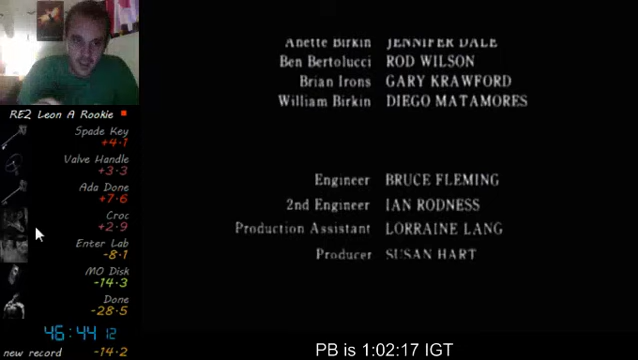 Anette Birkin JENNIFER DALE
Ben Bertolucci ROD WILSON
Brian Irons GARY KRAWFORD
William Birkin DIEGO MATAMORES
Engineer BRUCE FLEMING
2nd Engineer IAN RODNESS
Production Assistant LORRAINE LANG
Producer SUSAN HART
RE2 Leon A Rookie
Spade Key
+4.1
Valve Handle
+3.3
Ada Done
+7.6
Croc
+2.9
Enter Lab
-8.1
MO Disk
-14.3
Done
-28.5
46:44 12
new record -14.2
PB is 1:02:17 IGT